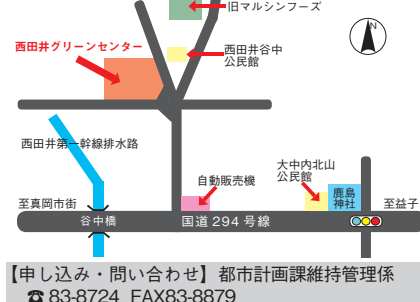 旧マルシンフーズ
N
西田井グリーンセンター
西田井谷中
公民館
西田井第一幹線排水路
自動販売機
大中内北山
公民館
鹿島
神社
至真岡市街
至益子
谷中橋
国道294号線
【申し込み・問い合わせ】都市計画課維持管理係
☎83-8724 FAX83-8879